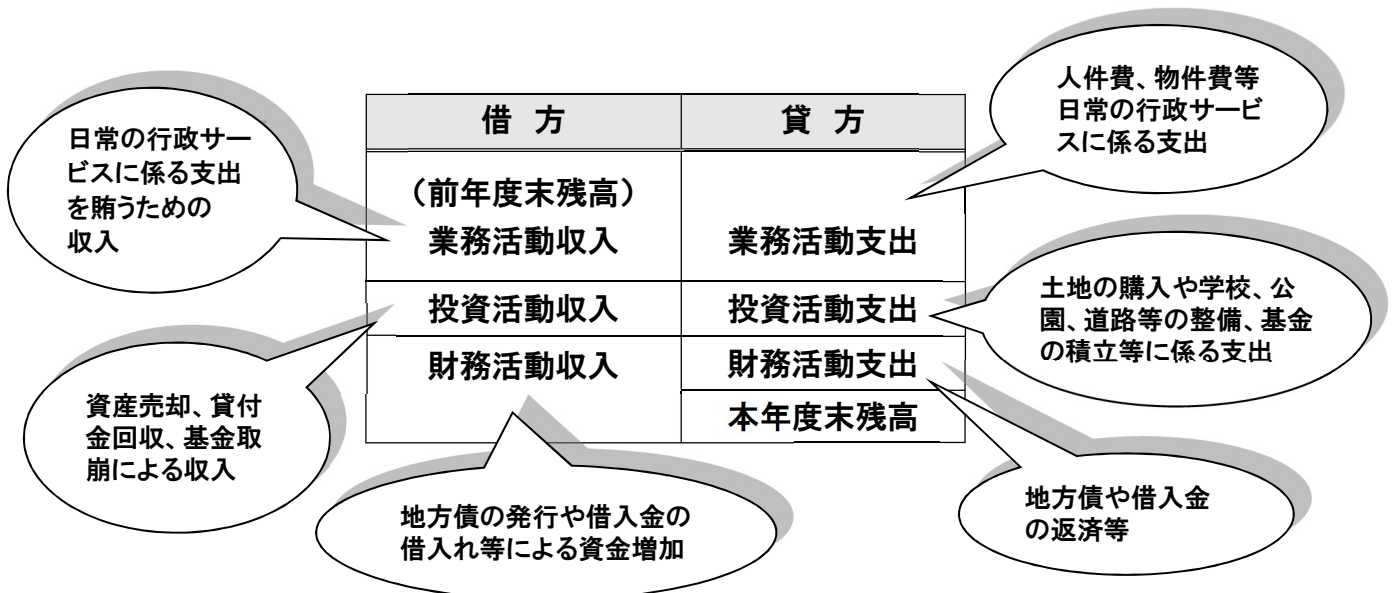 人件費、物件費等
日常の行政サービ
スに係る支出
日常の行政サー
ビスに係る支出
を賄うための
収入
借 方
貸 方
(前年度末残高)
業務活動収入
業務活動支出
投資活動収入
投資活動支出
財務活動収入
財務活動支出
本年度末残高
土地の購入や学校、公
園、道路等の整備、基金
の積立等に係る支出
資産売却、貸付
金回収、基金取
崩による収入
地方債の発行や借入金の
借入れ等による資金増加
地方債や借入金
の返済等